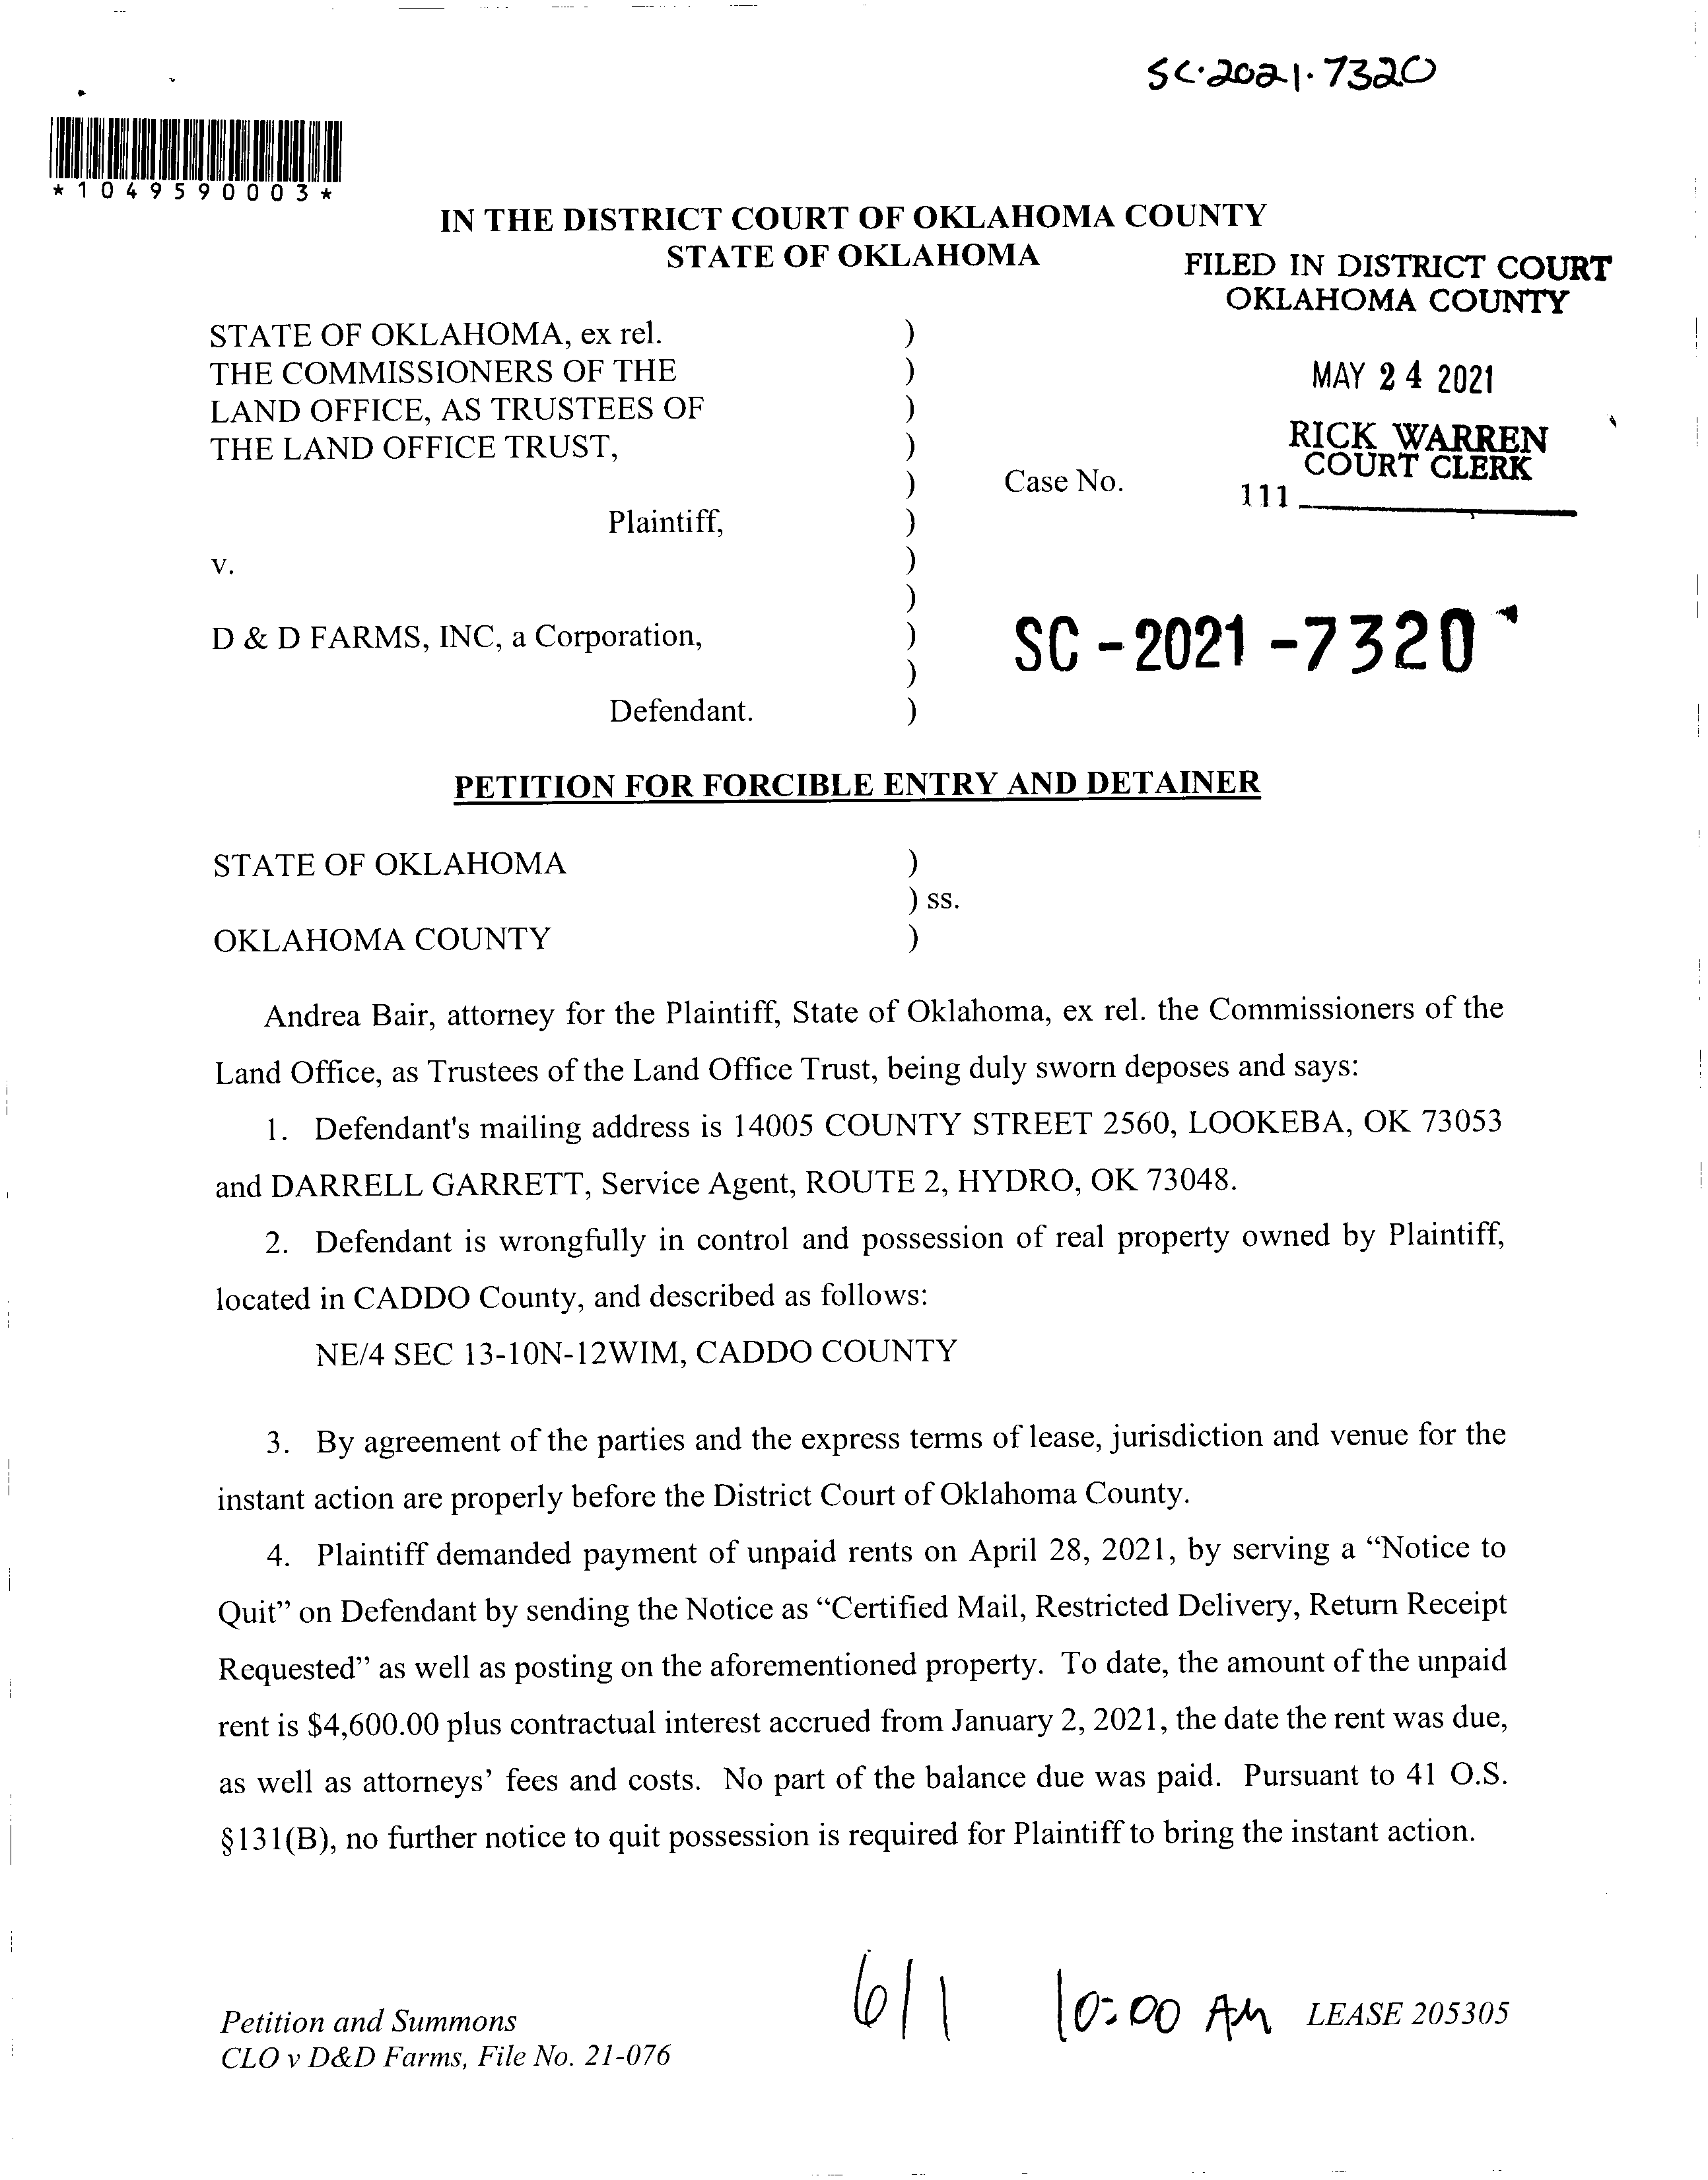 SC-2021-7320
*1049590003*
IN THE DISTRICT COURT OF OKLAHOMA COUNTY
STATE OF OKLAHOMA
FILED IN DISTRICT COURT
OKLAHOMA COUNTY
MAY 24 2021
RICK WARREN
COURT CLERK
111
STATE OF OKLAHOMA, ex rel. )
THE COMMISSIONERS OF THE )
LAND OFFICE, AS TRUSTEES OF )
THE LAND OFFICE TRUST, )
) Case No.
Plaintiff, )
v. )
)
D & D FARMS, INC, a Corporation, )
)
Defendant. )
SC-2021-7320
PETITION FOR FORCIBLE ENTRY AND DETAINER
STATE OF OKLAHOMA )
) ss.
OKLAHOMA COUNTY )
Andrea Bair, attorney for the Plaintiff, State of Oklahoma, ex rel. the Commissioners of the
Land Office, as Trustees of the Land Office Trust, being duly sworn deposes and says:
1. Defendant's mailing address is 14005 COUNTY STREET 2560, LOOKEBA, OK 73053
and DARRELL GARRETT, Service Agent, ROUTE 2, HYDRO, OK 73048.
2. Defendant is wrongfully in control and possession of real property owned by Plaintiff,
located in CADDO County, and described as follows:
NE/4 SEC 13-10N-12WIM, CADDO COUNTY
3. By agreement of the parties and the express terms of lease, jurisdiction and venue for the
instant action are properly before the District Court of Oklahoma County.
4. Plaintiff demanded payment of unpaid rents on April 28, 2021, by serving a “Notice to
Quit” on Defendant by sending the Notice as “Certified Mail, Restricted Delivery, Return Receipt
Requested” as well as posting on the aforementioned property. To date, the amount of the unpaid
rent is $4,600.00 plus contractual interest accrued from January 2, 2021, the date the rent was due,
as well as attorneys’ fees and costs. No part of the balance due was paid. Pursuant to 41 O.S.
§131(B), no further notice to quit possession is required for Plaintiff to bring the instant action.
6/1 10:00 AM
Petition and Summons
LEASE 205305
CLO v D&D Farms, File No. 21-076